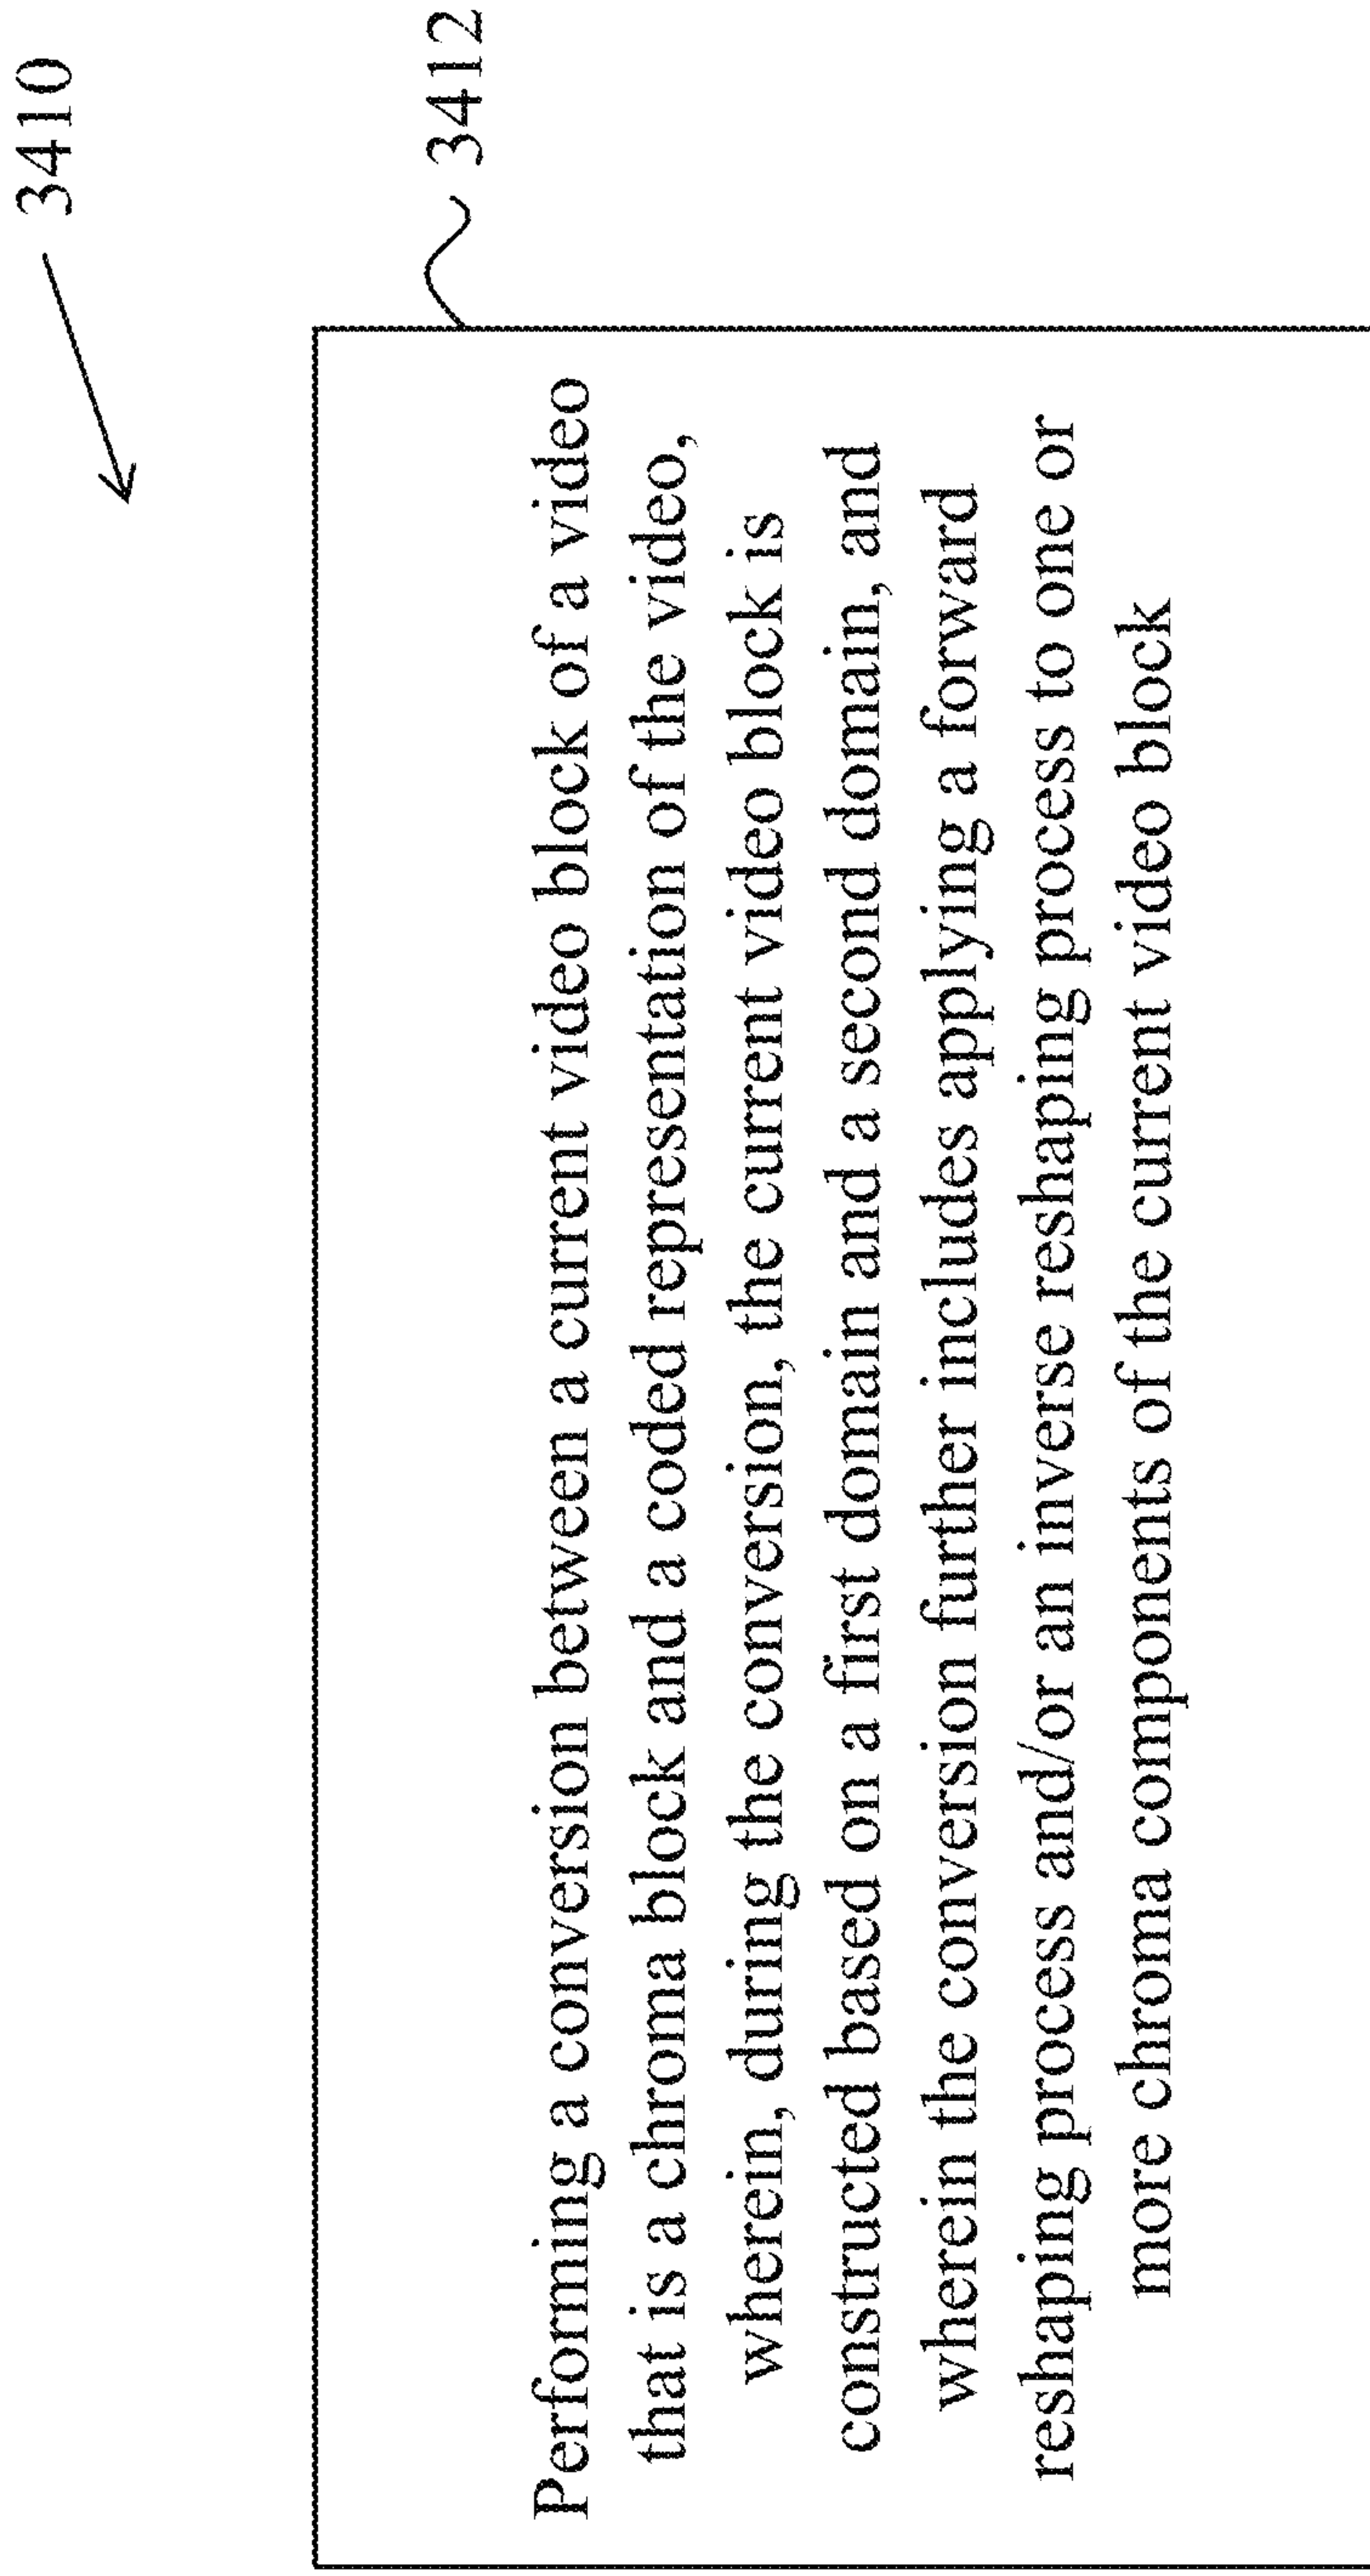 3410
3412
Performing a conversion between a current video block of a video
that is a chroma block and a coded representation of the video,
wherein, during the conversion, the current video block is
constructed based on a first domain and a second domain, and
wherein the conversion further includes applying a forward
reshaping process and/or an inverse reshaping process to one or
more chroma components of the current video block